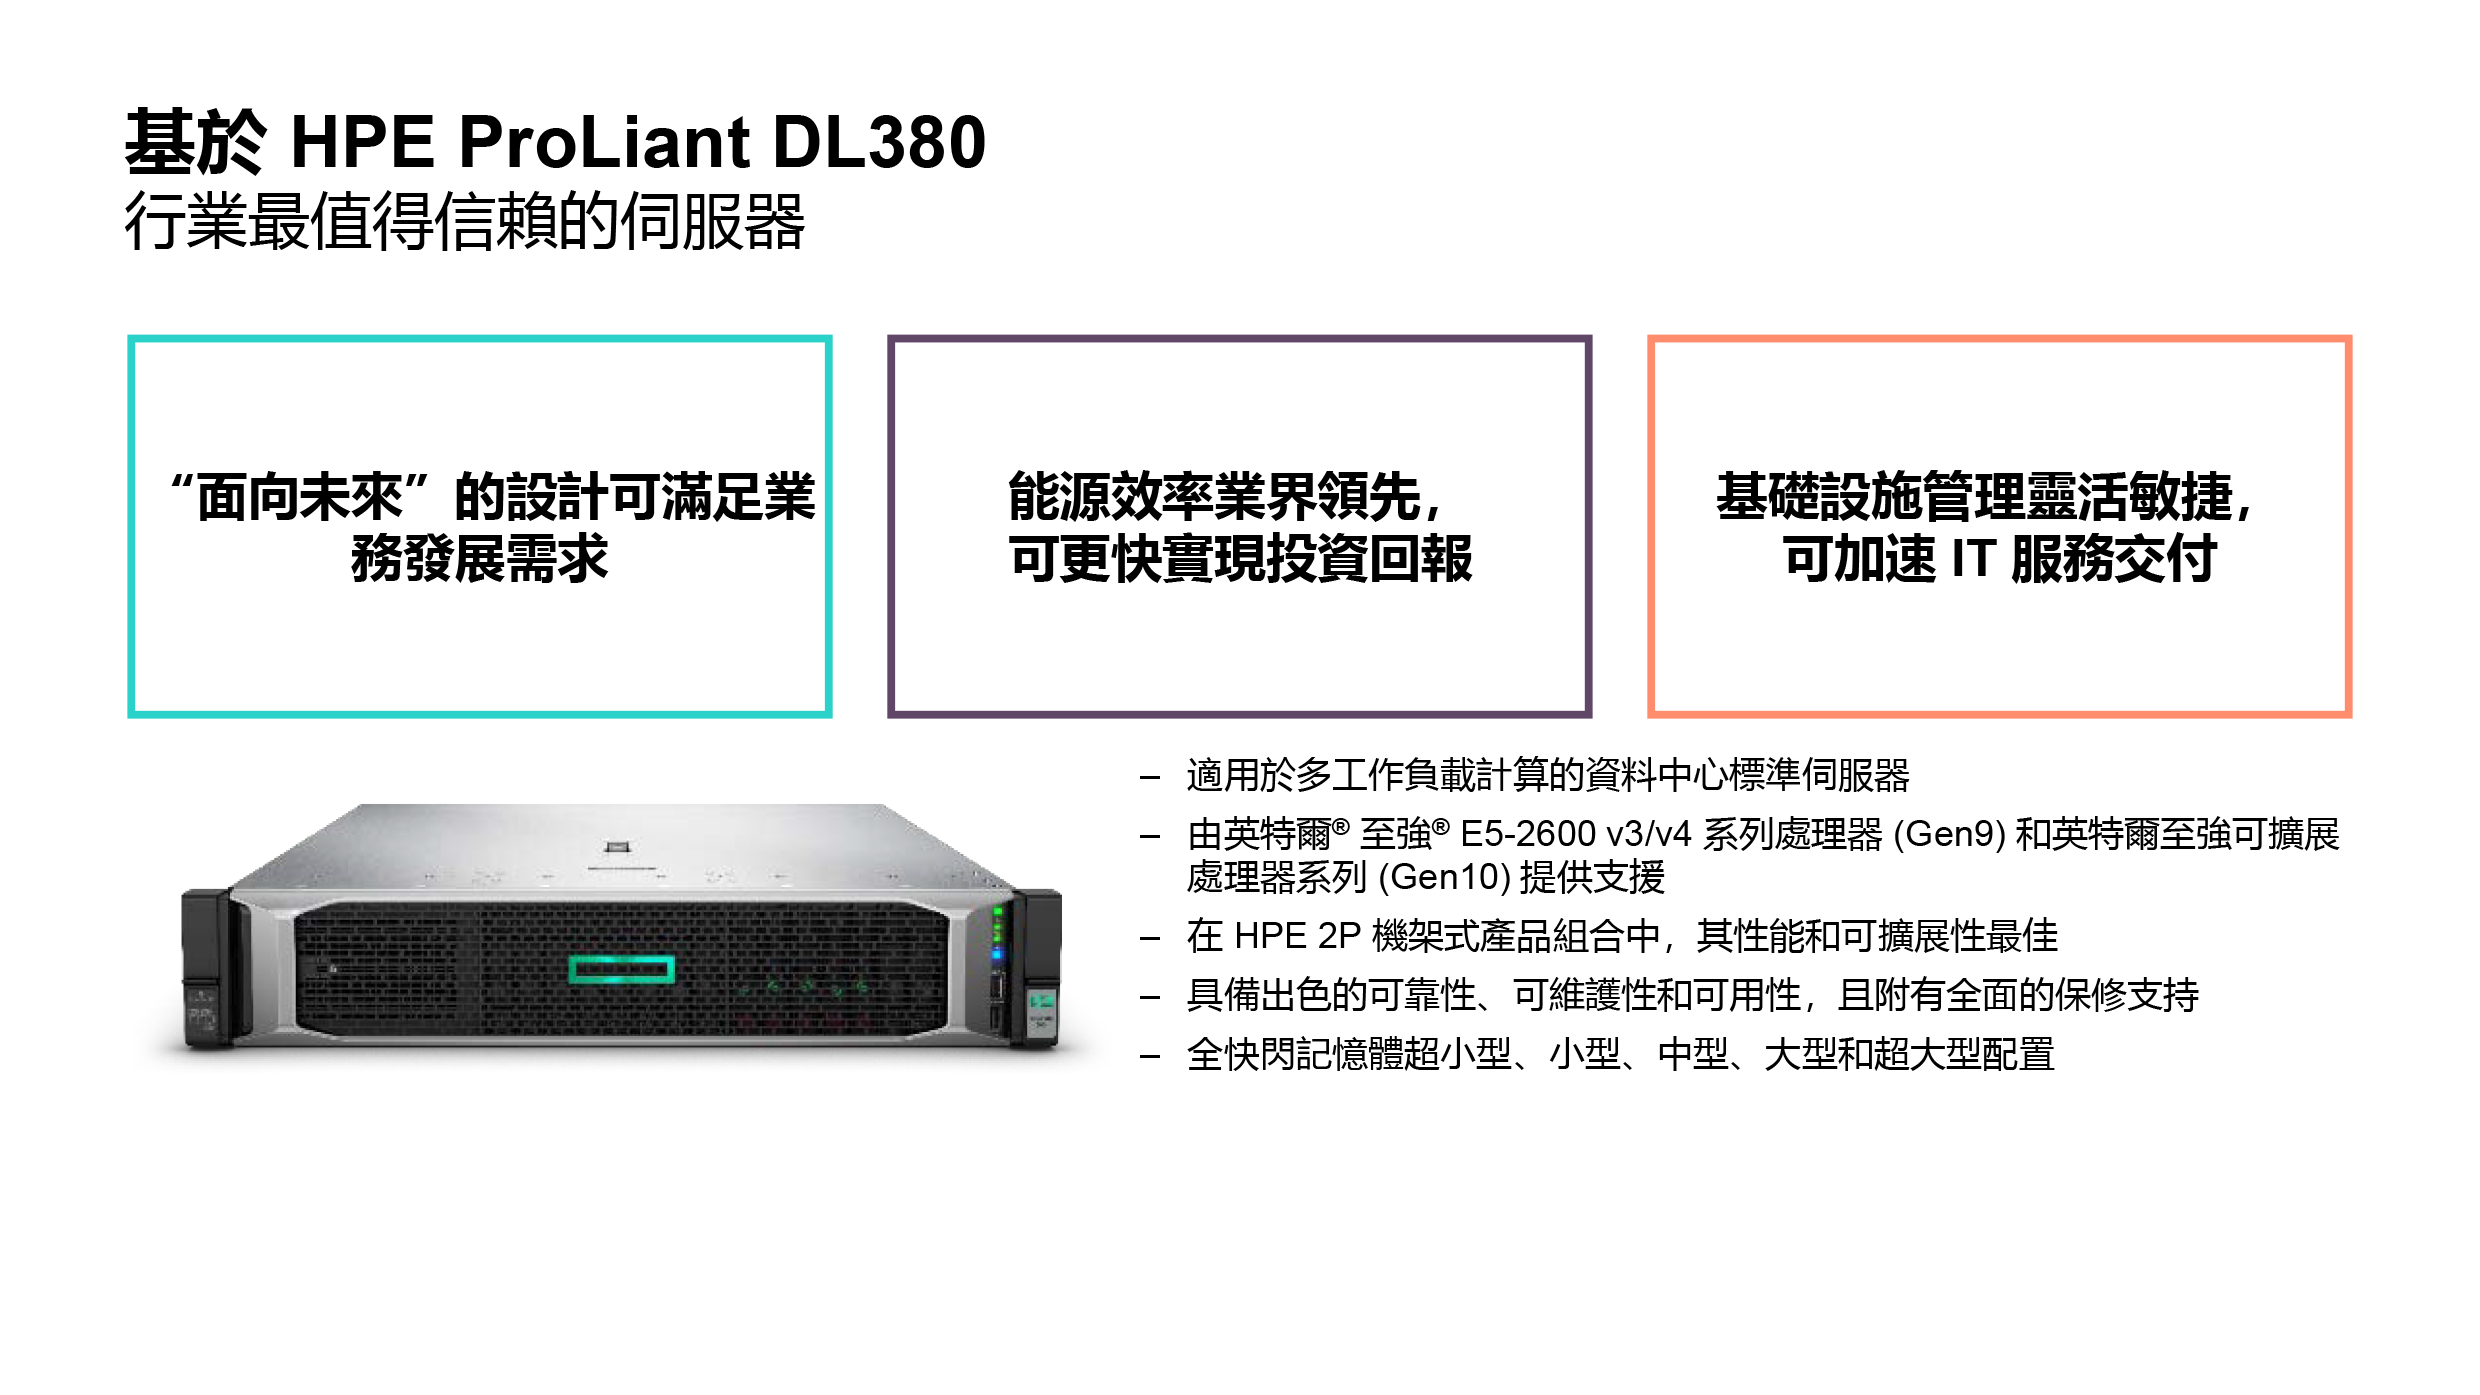 基於 HPE ProLiant DL380
行業最值得信賴的伺服器
“面向未來”的設計可滿足業
務發展需求
能源效率業界領先，
可更快實現投資回報
基礎設施管理靈活敏捷，
可加速 IT 服務交付
– 適用於多工作負載計算的資料中心標準伺服器
– 由英特爾® 至強® E5-2600 v3/v4 系列處理器 (Gen9) 和英特爾至強可擴展
處理器系列 (Gen10) 提供支援
– 在 HPE 2P 機架式產品組合中，其性能和可擴展性最佳
– 具備出色的可靠性、可維護性和可用性，且附有全面的保修支持
– 全快閃記憶體超小型、小型、中型、大型和超大型配置